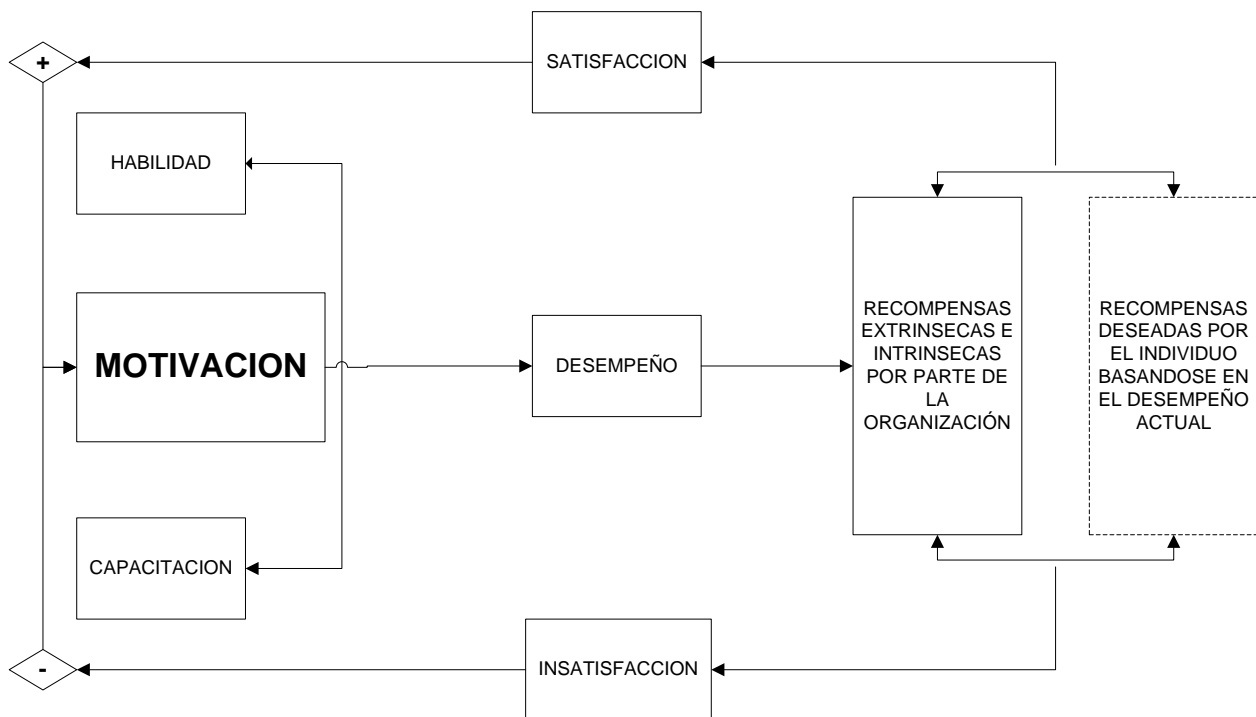 +
SATISFACCION
HABILIDAD
MOTIVACION
DESEMPEÑO
RECOMPENSAS
EXTRINSECAS E
INTRINSECAS
POR PARTE DE
LA
ORGANIZACIÓN
RECOMPENSAS
DESEADAS POR
EL INDIVIDUO
BASANDOSE EN
EL DESEMPEÑO
ACTUAL
CAPACITACION
-
INSATISFACCION